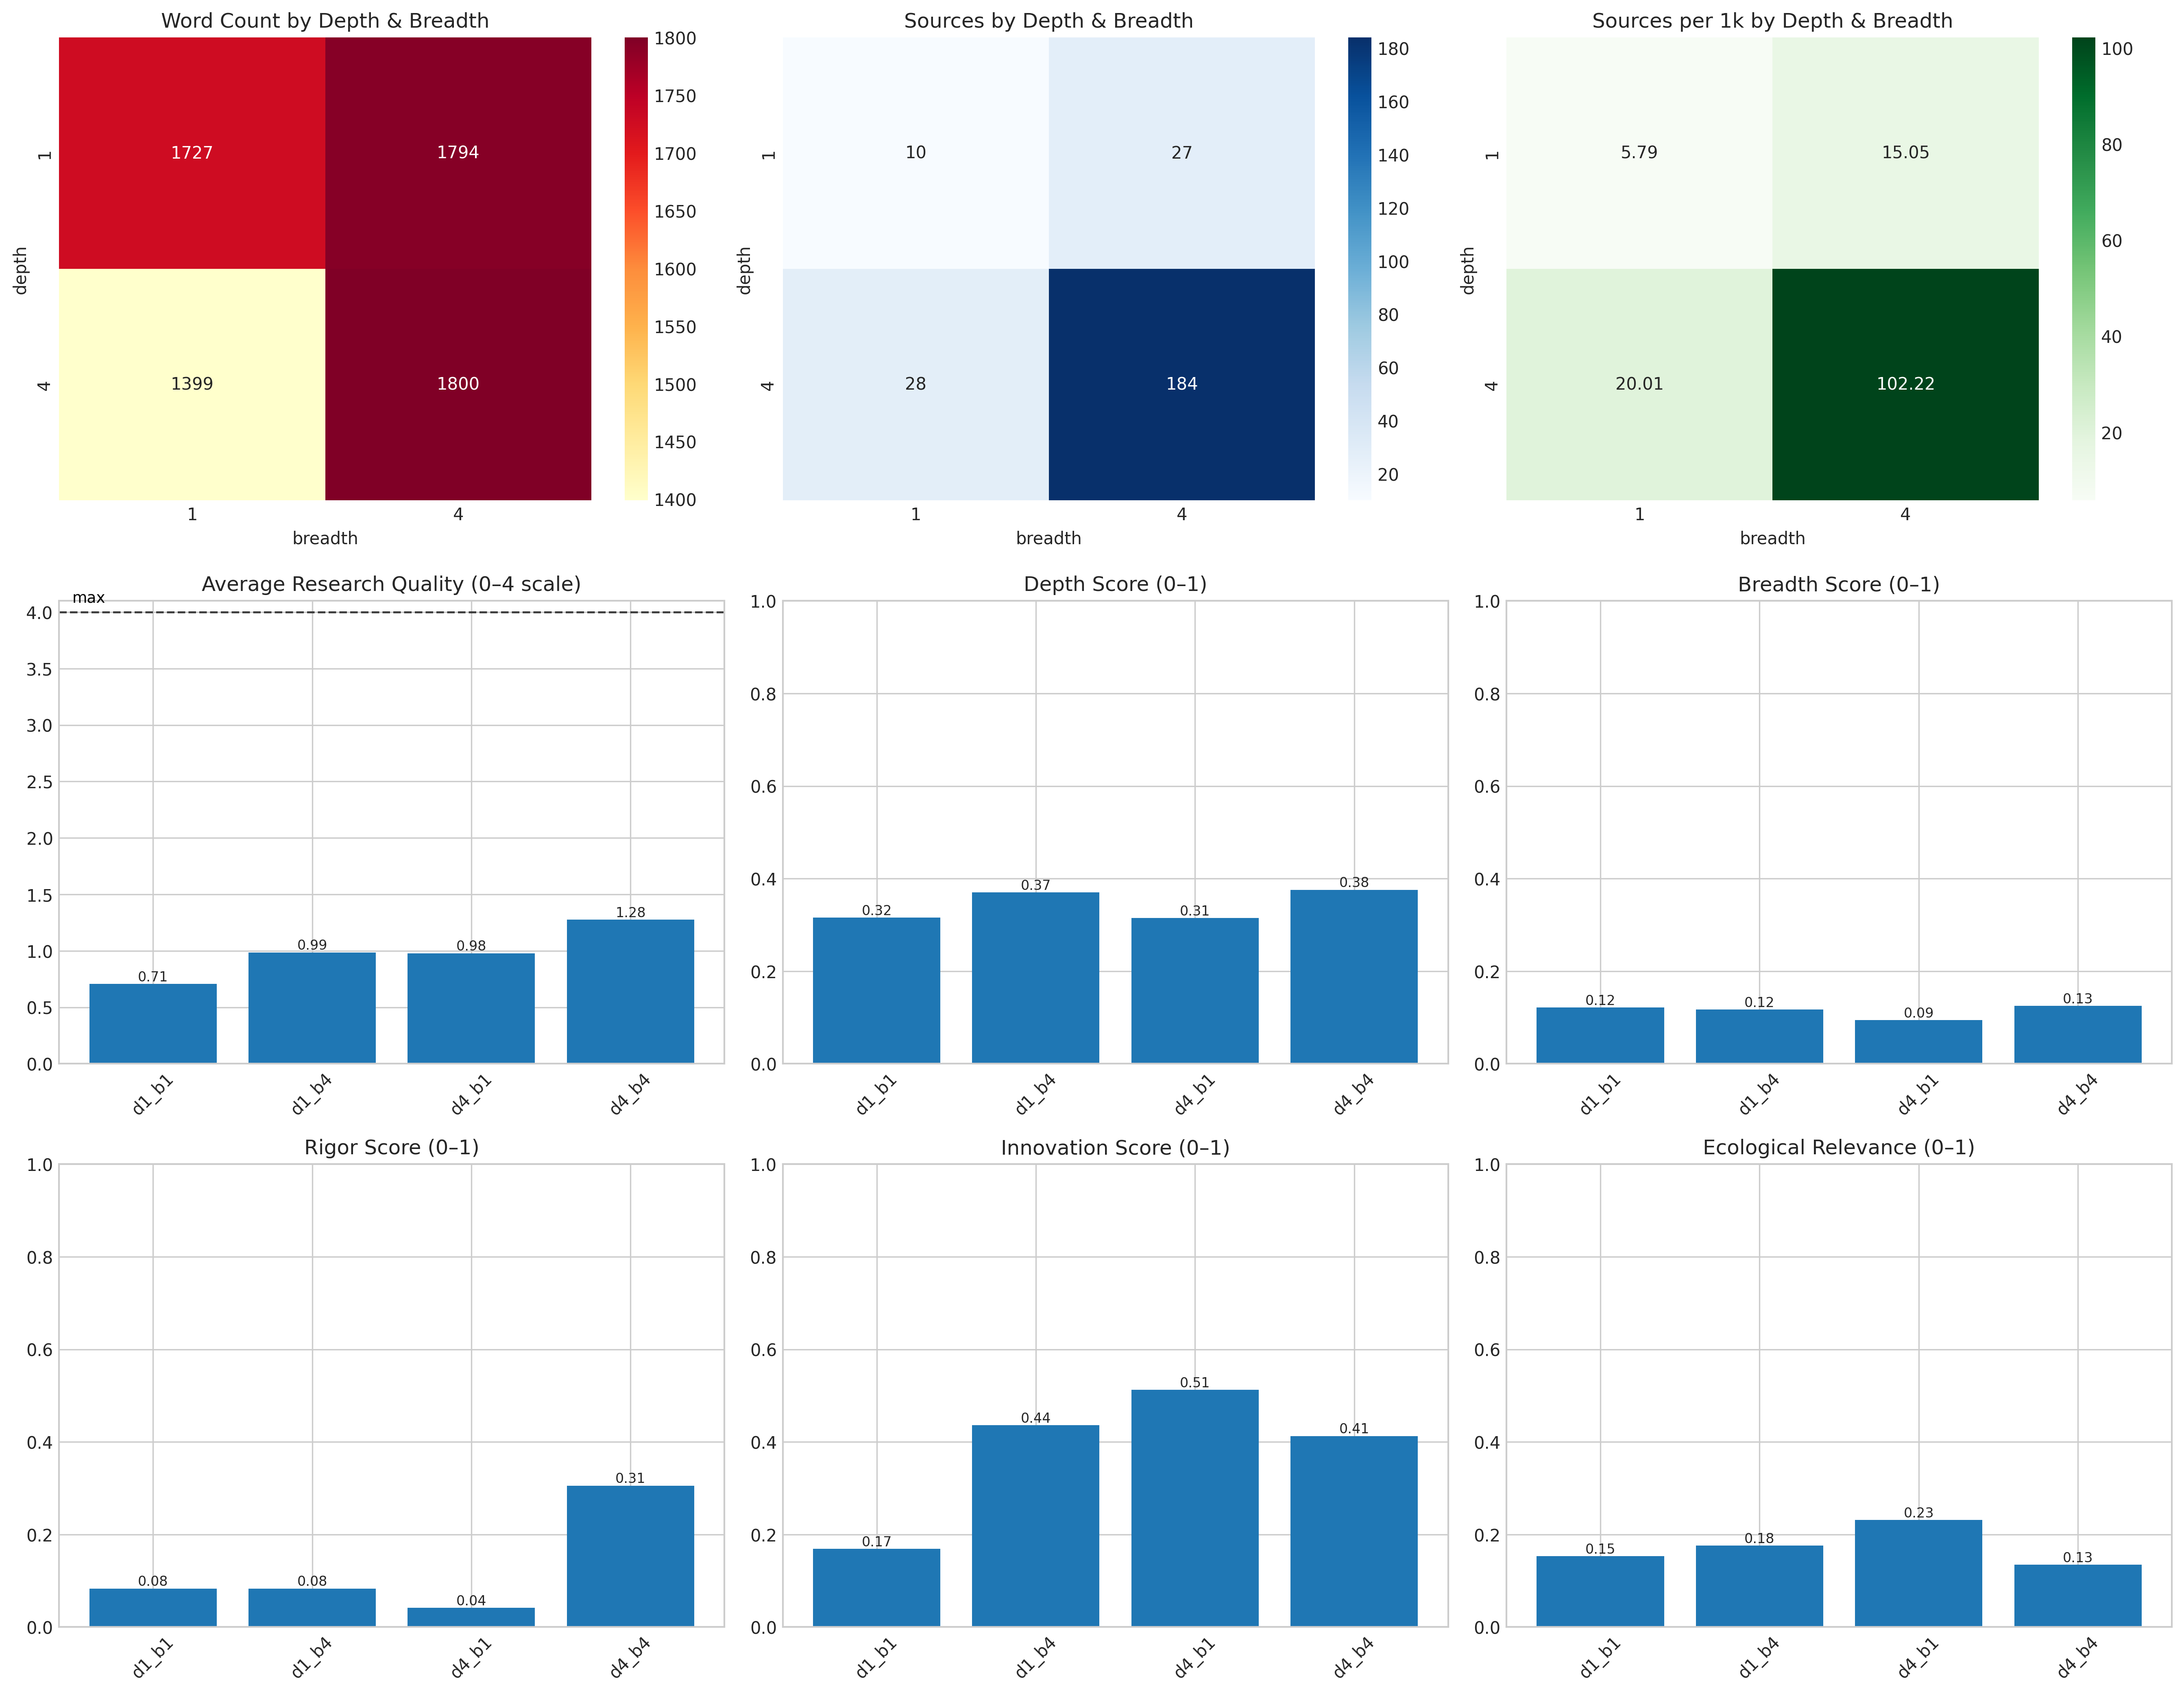 Word Count by Depth & Breadth
1727
1794
1399
1800
1
4
depth
1
4
breadth
1800
1750
1700
1650
1600
1550
1500
1450
1400
Sources by Depth & Breadth
10
27
28
184
1
4
depth
1
4
breadth
180
160
140
120
100
80
60
40
20
Sources per 1k by Depth & Breadth
5.79
15.05
20.01
102.22
1
4
depth
1
4
breadth
100
80
60
40
20
Average Research Quality (0–4 scale)
max
4.0
3.5
3.0
2.5
2.0
1.5
1.0
0.5
0.0
0.71
0.99
0.98
1.28
d1_b1
d1_b4
d4_b1
d4_b4
Depth Score (0–1)
1.0
0.8
0.6
0.4
0.2
0.0
0.32
0.37
0.31
0.38
d1_b1
d1_b4
d4_b1
d4_b4
Breadth Score (0–1)
1.0
0.8
0.6
0.4
0.2
0.0
0.12
0.12
0.09
0.13
d1_b1
d1_b4
d4_b1
d4_b4
Rigor Score (0–1)
1.0
0.8
0.6
0.4
0.2
0.0
0.08
0.08
0.04
0.31
d1_b1
d1_b4
d4_b1
d4_b4
Innovation Score (0–1)
1.0
0.8
0.6
0.4
0.2
0.0
0.17
0.44
0.51
0.41
d1_b1
d1_b4
d4_b1
d4_b4
Ecological Relevance (0–1)
1.0
0.8
0.6
0.4
0.2
0.0
0.15
0.18
0.23
0.13
d1_b1
d1_b4
d4_b1
d4_b4